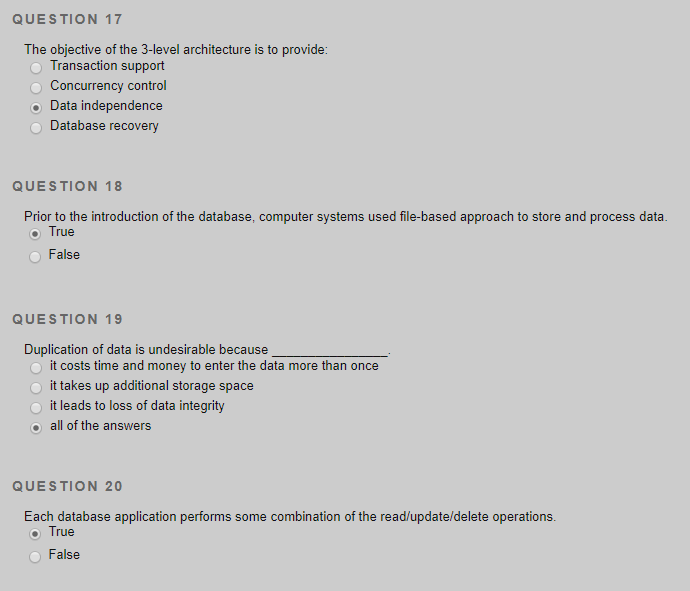 QUESTION 17
The objective of the 3-level architecture is to provide:
Transaction support
Concurrency control
Data independence
Database recovery
QUESTION 18
Prior to the introduction of the database, computer systems used file-based approach to store and process data.
True
False
QUESTION 19
Duplication of data is undesirable because ________________.
it costs time and money to enter the data more than once
it takes up additional storage space
it leads to loss of data integrity
all of the answers
QUESTION 20
Each database application performs some combination of the read/update/delete operations.
True
False